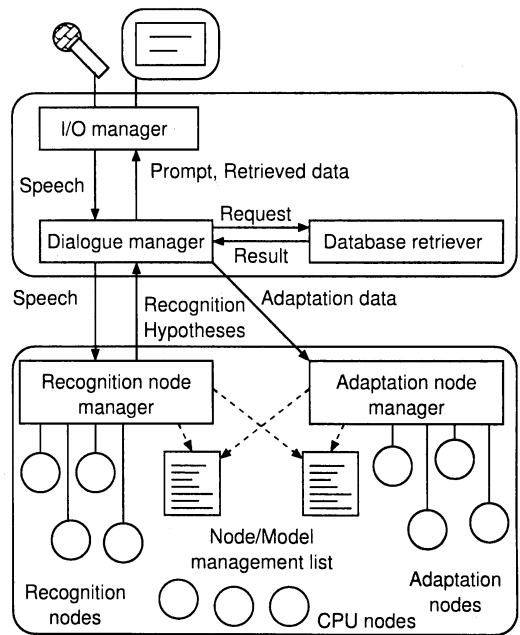 I/O manager
Speech
Prompt, Retrieved data
Request
Dialogue manager
Database retriever
Result
Speech
Recognition
Hypotheses
Adaptation data
Recognition node
manager
Adaptation node
manager
Node/Model
management list
Recognition
nodes
Adaptation
nodes
CPU nodes